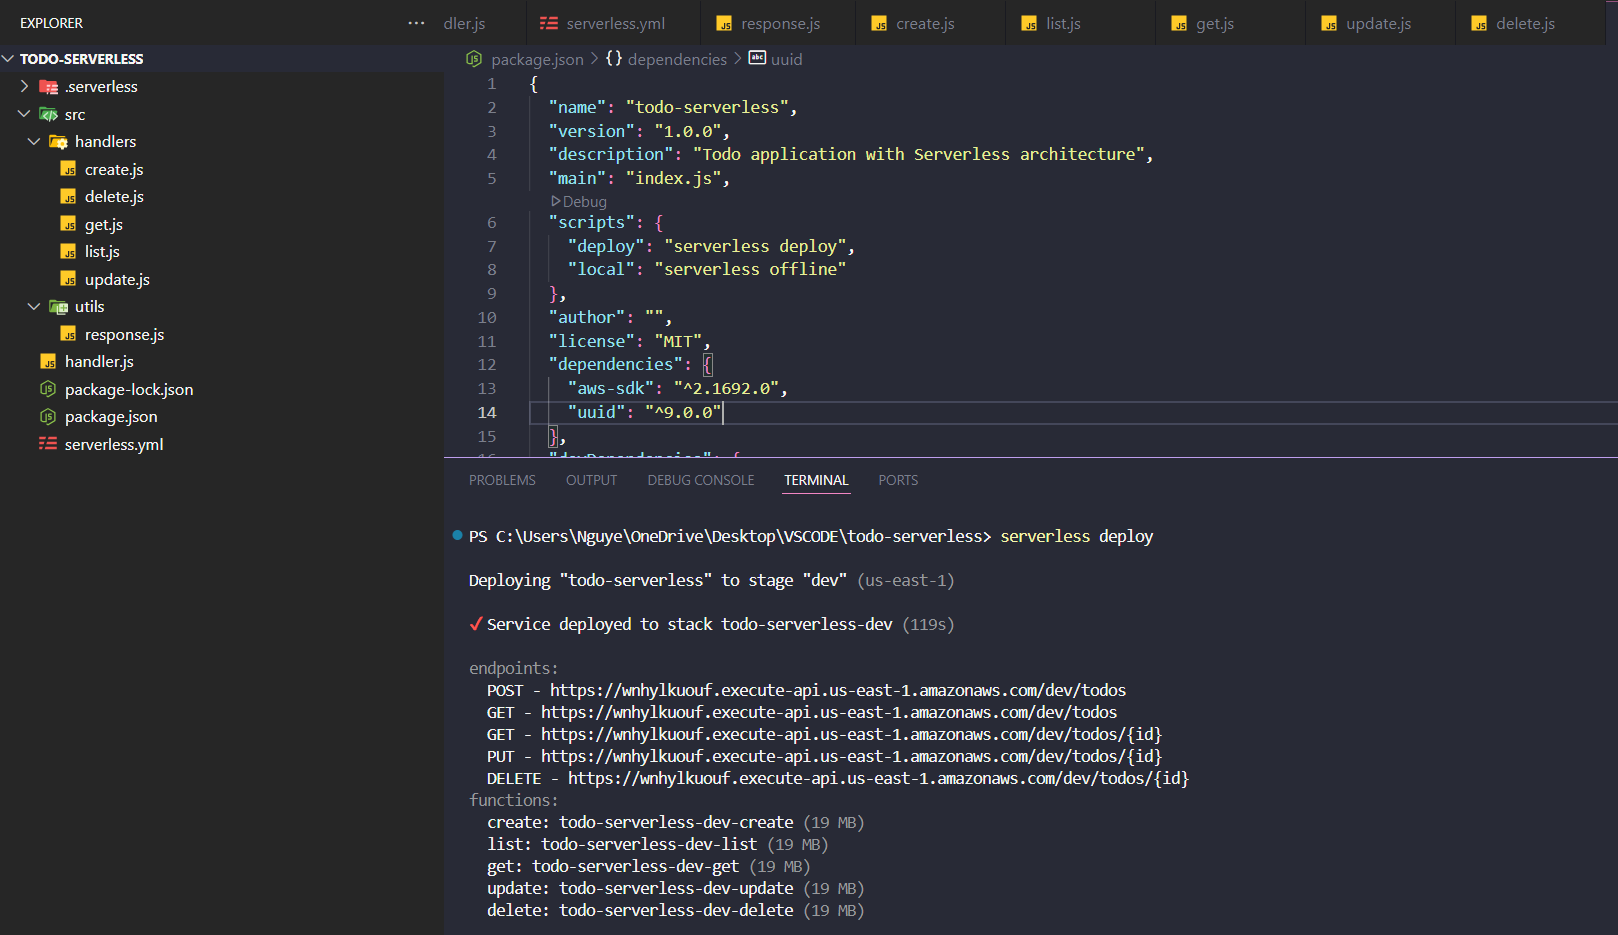 EXPLORER
dler.js
serverless.yml
response.js
create.js
list.js
get.js
update.js
delete.js
TODO-SERVERLESS
.serverless
src
handlers
create.js
delete.js
get.js
list.js
update.js
utils
response.js
handler.js
package-lock.json
package.json
serverless.yml
package.json > {} dependencies > abc uuid
1 {
2 "name": "todo-serverless",
3 "version": "1.0.0",
4 "description": "Todo application with Serverless architecture",
5 "main": "index.js",
Debug
6 "scripts": {
7 "deploy": "serverless deploy",
8 "local": "serverless offline"
9 },
10 "author": "",
11 "license": "MIT",
12 "dependencies": {
13 "aws-sdk": "^2.1692.0",
14 "uuid": "^9.0.0"
15 },
16 "devDependencies": {
PROBLEMS
OUTPUT
DEBUG CONSOLE
TERMINAL
PORTS
PS C:\Users\Nguye\OneDrive\Desktop\VSCODE\todo-serverless> serverless deploy
Deploying "todo-serverless" to stage "dev" (us-east-1)
✓ Service deployed to stack todo-serverless-dev (119s)
endpoints:
POST - https://wnhylkuouf.execute-api.us-east-1.amazonaws.com/dev/todos
GET - https://wnhylkuouf.execute-api.us-east-1.amazonaws.com/dev/todos
GET - https://wnhylkuouf.execute-api.us-east-1.amazonaws.com/dev/todos/{id}
PUT - https://wnhylkuouf.execute-api.us-east-1.amazonaws.com/dev/todos/{id}
DELETE - https://wnhylkuouf.execute-api.us-east-1.amazonaws.com/dev/todos/{id}
functions:
create: todo-serverless-dev-create (19 MB)
list: todo-serverless-dev-list (19 MB)
get: todo-serverless-dev-get (19 MB)
update: todo-serverless-dev-update (19 MB)
delete: todo-serverless-dev-delete (19 MB)